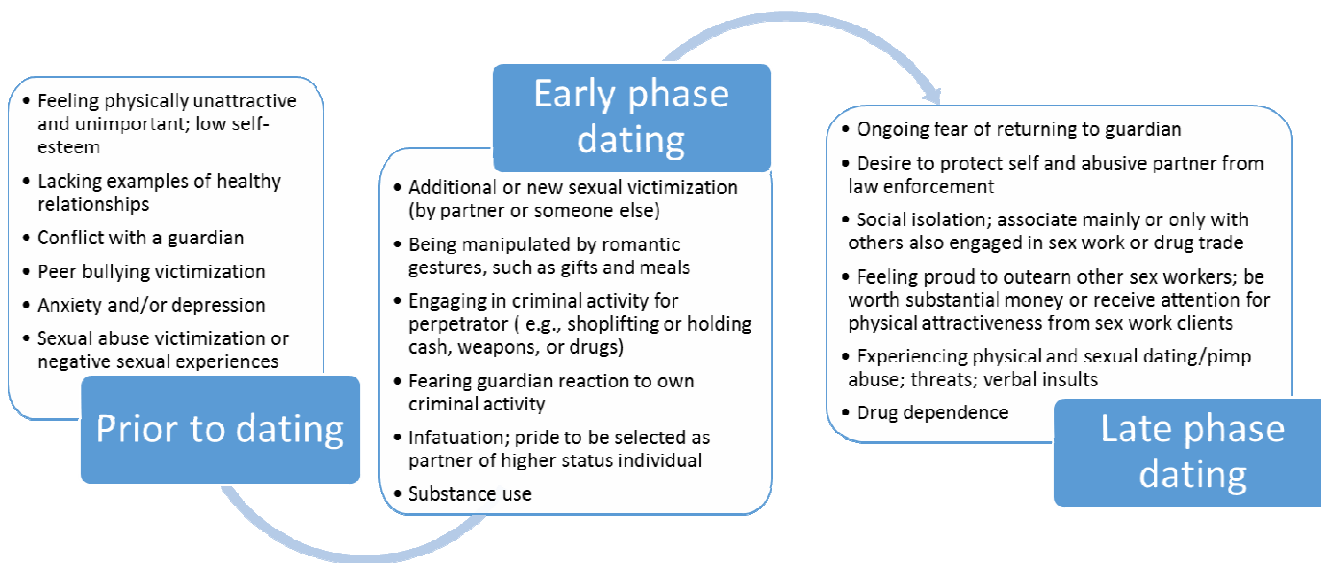 Prior to dating
• Feeling physically unattractive
and unimportant; low self-
esteem
• Lacking examples of healthy
relationships
• Conflict with a guardian
• Peer bullying victimization
• Anxiety and/or depression
• Sexual abuse victimization or
negative sexual experiences
Early phase
dating
• Additional or new sexual victimization
(by partner or someone else)
• Being manipulated by romantic
gestures, such as gifts and meals
• Engaging in criminal activity for
perpetrator ( e.g., shoplifting or holding
cash, weapons, or drugs)
• Fearing guardian reaction to own
criminal activity
• Infatuation; pride to be selected as
partner of higher status individual
• Substance use
Late phase
dating
• Ongoing fear of returning to guardian
• Desire to protect self and abusive partner from
law enforcement
• Social isolation; associate mainly or only with
others also engaged in sex work or drug trade
• Feeling proud to outearn other sex workers; be
worth substantial money or receive attention for
physical attractiveness from sex work clients
• Experiencing physical and sexual dating/pimp
abuse; threats; verbal insults
• Drug dependence